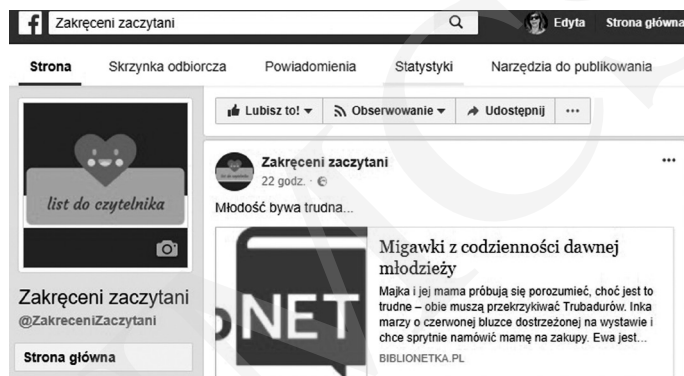 f Zakręceni zaczytani Edyta Strona główna
Strona Skrzynka odbiorcza Powiadomienia Statystyki Narzędzia do publikowania
Lubisz to! Obserwowanie Udostępnij ...
Zakręceni zaczytani ...
22 godz. ·
Młodość bywa trudna...
list do czytelnika
Zakręceni zaczytani
@ZakreceniZaczytani
Strona główna
NET
Migawki z codzienności dawnej
młodzieży
Majka i jej mama próbują się porozumieć, choć jest to
trudne – obie muszą przekrzykiwać Trubadurów. Inka
marzy o czerwonej bluzce dostrzeżonej na wystawie i
chce sprytnie namówić mamę na zakupy. Ewa jest...
BIBLIONETKA.PL